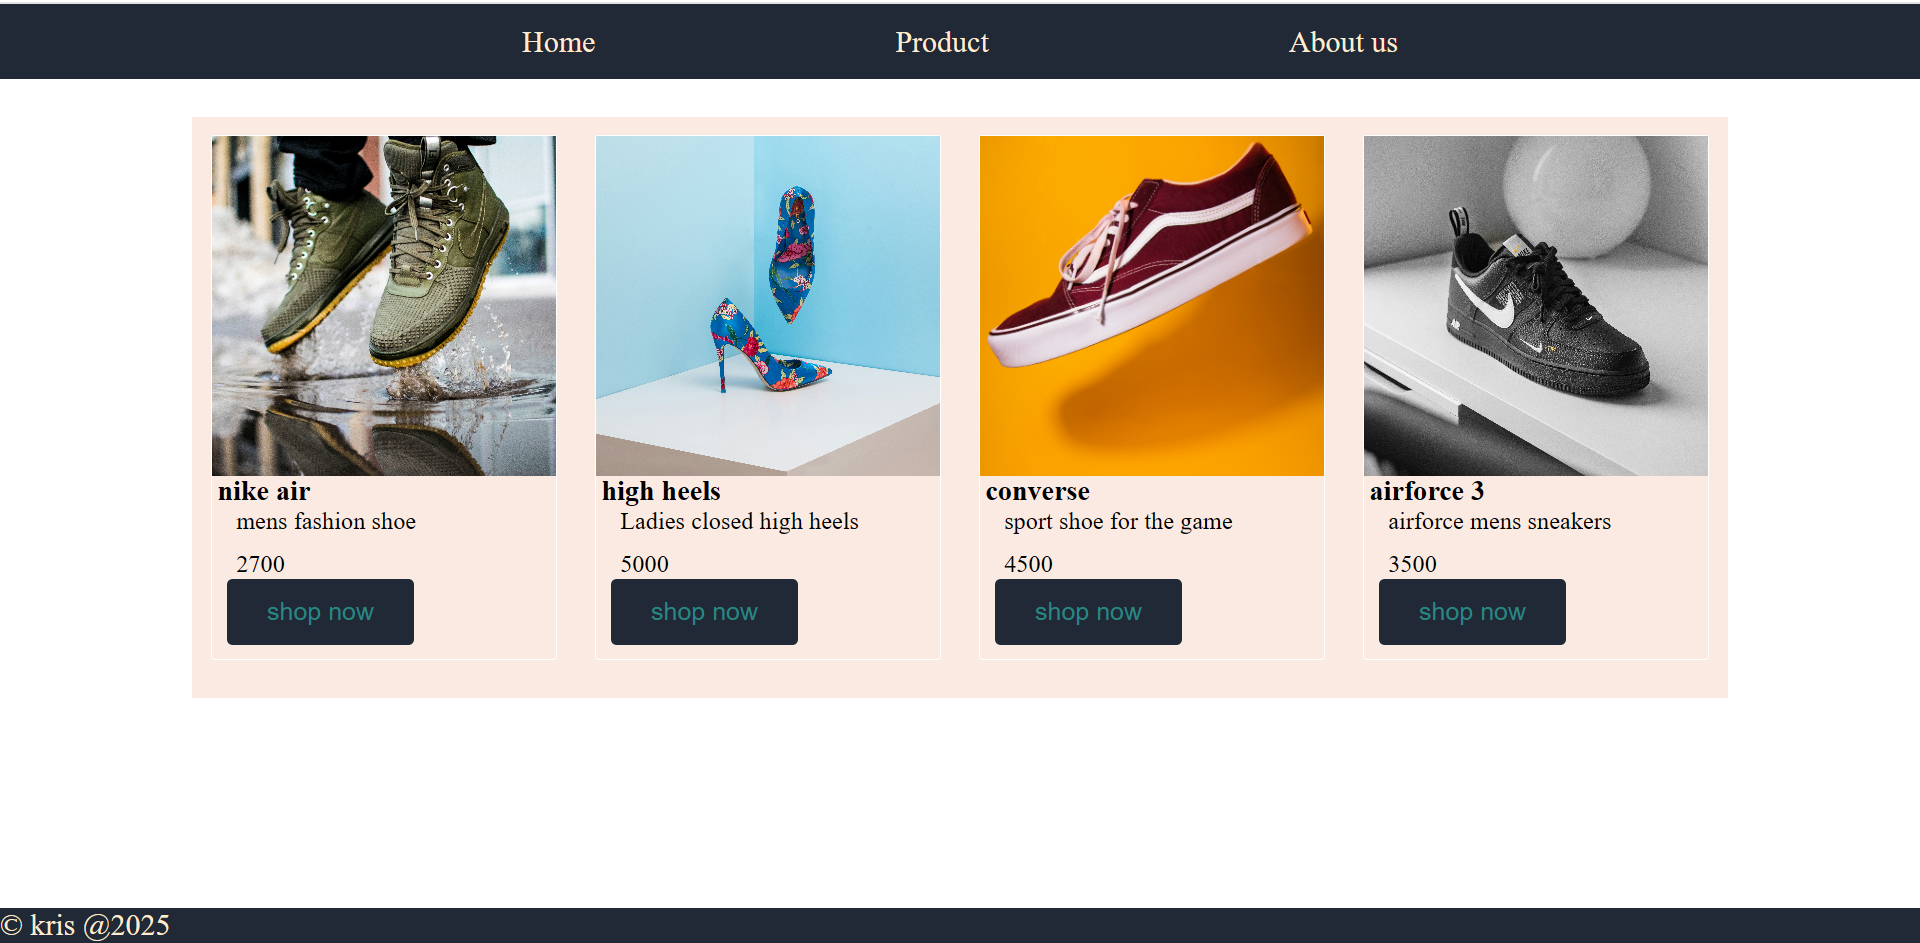 Home Product About us
nike air
mens fashion shoe
2700
shop now
high heels
Ladies closed high heels
5000
shop now
converse
sport shoe for the game
4500
shop now
airforce 3
airforce mens sneakers
3500
shop now
© kris @2025